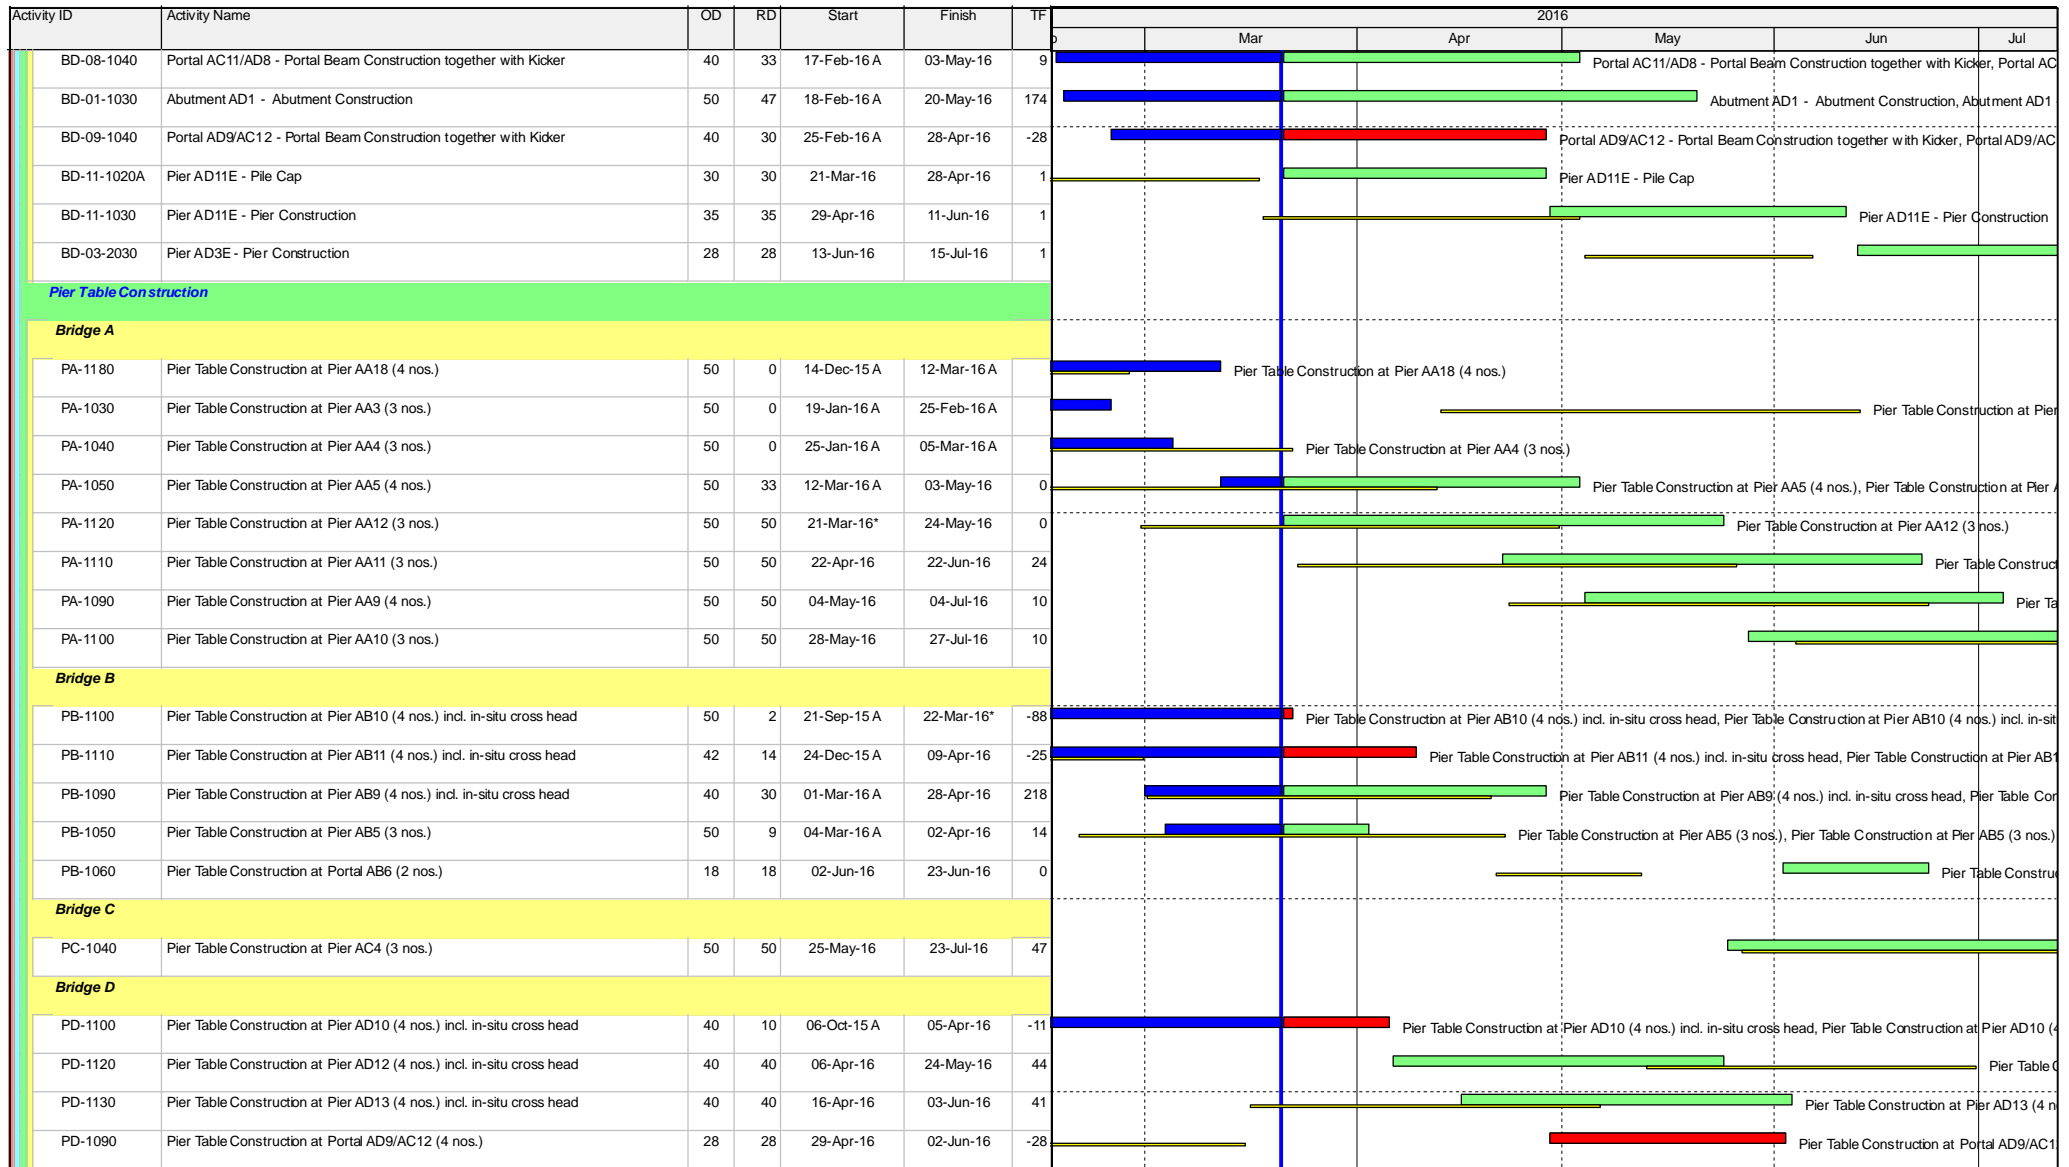 Activity ID Activity Name OD RD Start Finish TF 2016
Mar Apr May Jun Jul
BD-08-1040 Portal AC11/AD8 - Portal Beam Construction together with Kicker 40 33 17-Feb-16 A 03-May-16 9 Portal AC11/AD8 - Portal Beam Construction together with Kicker, Portal AC
BD-01-1030 Abutment AD1 - Abutment Construction 50 47 18-Feb-16 A 20-May-16 174 Abutment AD1 - Abutment Construction, Abutment AD1
BD-09-1040 Portal AD9/AC12 - Portal Beam Construction together with Kicker 40 30 25-Feb-16 A 28-Apr-16 -28 Portal AD9/AC12 - Portal Beam Construction together with Kicker, Portal AD9/AC
BD-11-1020A Pier AD11E - Pile Cap 30 30 21-Mar-16 28-Apr-16 1 Pier AD11E - Pile Cap
BD-11-1030 Pier AD11E - Pier Construction 35 35 29-Apr-16 11-Jun-16 1 Pier AD11E - Pier Construction
BD-03-2030 Pier AD3E - Pier Construction 28 28 13-Jun-16 15-Jul-16 1
Pier Table Construction
Bridge A
PA-1180 Pier Table Construction at Pier AA18 (4 nos.) 50 0 14-Dec-15 A 12-Mar-16 A Pier Table Construction at Pier AA18 (4 nos.)
PA-1030 Pier Table Construction at Pier AA3 (3 nos.) 50 0 19-Jan-16 A 25-Feb-16 A Pier Table Construction at Pier
PA-1040 Pier Table Construction at Pier AA4 (3 nos.) 50 0 25-Jan-16 A 05-Mar-16 A Pier Table Construction at Pier AA4 (3 nos.)
PA-1050 Pier Table Construction at Pier AA5 (4 nos.) 50 33 12-Mar-16 A 03-May-16 0 Pier Table Construction at Pier AA5 (4 nos.), Pier Table Construction at Pier
PA-1120 Pier Table Construction at Pier AA12 (3 nos.) 50 50 21-Mar-16* 24-May-16 0 Pier Table Construction at Pier AA12 (3 nos.)
PA-1110 Pier Table Construction at Pier AA11 (3 nos.) 50 50 22-Apr-16 22-Jun-16 24 Pier Table Construct
PA-1090 Pier Table Construction at Pier AA9 (4 nos.) 50 50 04-May-16 04-Jul-16 10 Pier Ta
PA-1100 Pier Table Construction at Pier AA10 (3 nos.) 50 50 28-May-16 27-Jul-16 10
Bridge B
PB-1100 Pier Table Construction at Pier AB10 (4 nos.) incl. in-situ cross head 50 2 21-Sep-15 A 22-Mar-16* -88 Pier Table Construction at Pier AB10 (4 nos.) incl. in-situ cross head, Pier Table Construction at Pier AB10 (4 nos.) incl. in-sit
PB-1110 Pier Table Construction at Pier AB11 (4 nos.) incl. in-situ cross head 42 14 24-Dec-15 A 09-Apr-16 -25 Pier Table Construction at Pier AB11 (4 nos.) incl. in-situ cross head, Pier Table Construction at Pier AB1
PB-1090 Pier Table Construction at Pier AB9 (4 nos.) incl. in-situ cross head 40 30 01-Mar-16 A 28-Apr-16 218 Pier Table Construction at Pier AB9 (4 nos.) incl. in-situ cross head, Pier Table Con
PB-1050 Pier Table Construction at Pier AB5 (3 nos.) 50 9 04-Mar-16 A 02-Apr-16 14 Pier Table Construction at Pier AB5 (3 nos.), Pier Table Construction at Pier AB5 (3 nos.)
PB-1060 Pier Table Construction at Portal AB6 (2 nos.) 18 18 02-Jun-16 23-Jun-16 0 Pier Table Constru
Bridge C
PC-1040 Pier Table Construction at Pier AC4 (3 nos.) 50 50 25-May-16 23-Jul-16 47
Bridge D
PD-1100 Pier Table Construction at Pier AD10 (4 nos.) incl. in-situ cross head 40 10 06-Oct-15 A 05-Apr-16 -11 Pier Table Construction at Pier AD10 (4 nos.) incl. in-situ cross head, Pier Table Construction at Pier AD10 (4
PD-1120 Pier Table Construction at Pier AD12 (4 nos.) incl. in-situ cross head 40 40 06-Apr-16 24-May-16 44 Pier Table
PD-1130 Pier Table Construction at Pier AD13 (4 nos.) incl. in-situ cross head 40 40 16-Apr-16 03-Jun-16 41 Pier Table Construction at Pier AD13 (4 n
PD-1090 Pier Table Construction at Portal AD9/AC12 (4 nos.) 28 28 29-Apr-16 02-Jun-16 -28 Pier Table Construction at Portal AD9/AC1